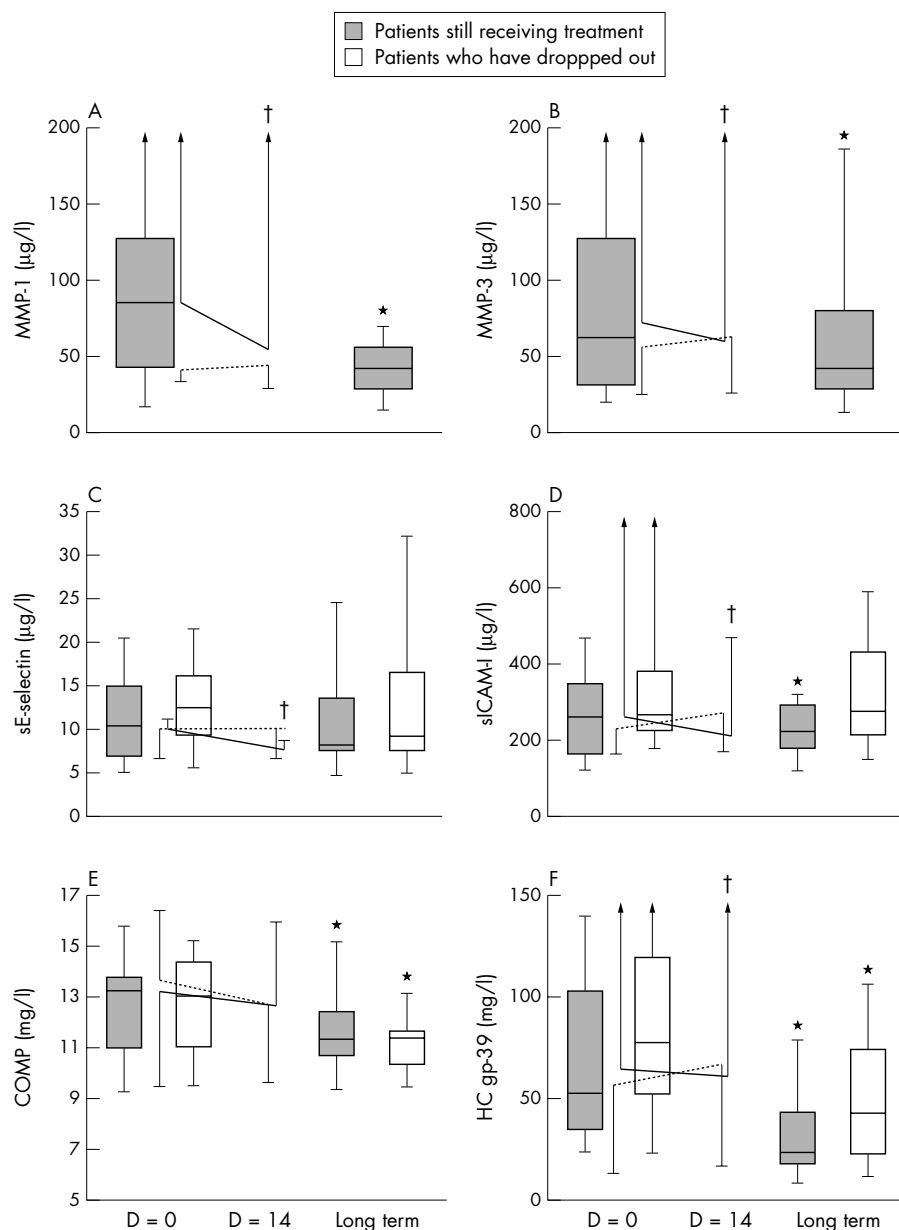 Patients still receiving treatment
Patients who have droppped out
A
†
MMP-1 (µg/l)
200
150
100
50
0
★
B
†
★
MMP-3 (µg/l)
200
150
100
50
0
C
sE-selectin (µg/l)
35
30
25
20
15
10
5
0
†
D
sICAM-I (µg/l)
800
600
400
200
0
†
★
E
COMP (mg/l)
17
15
13
11
9
7
5
★
★
D = 0 D = 14 Long term
F
HC gp-39 (mg/l)
150
100
50
0
†
★
★
D = 0 D = 14 Long term